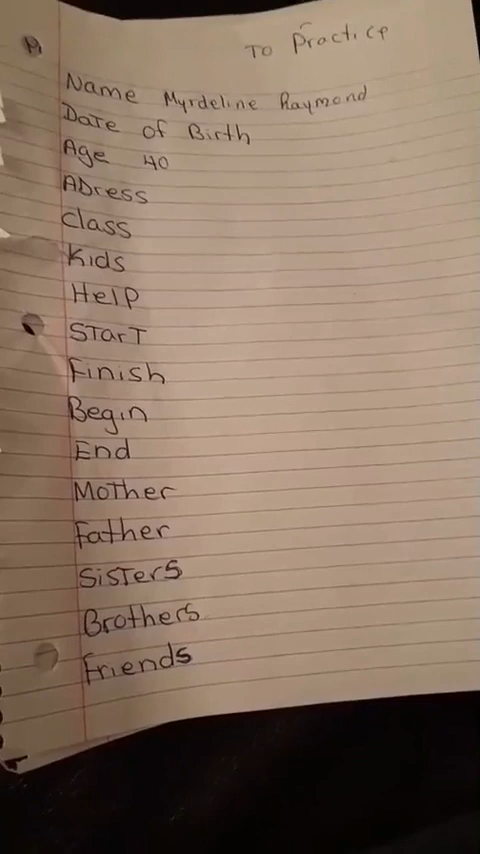 To Practice
Name Myrdeline Raymond
Date of Birth
Age 40
ADress
Class
Kids
Help
START
Finish
Begin
End
Mother
Father
Sisters
Brothers
Friends